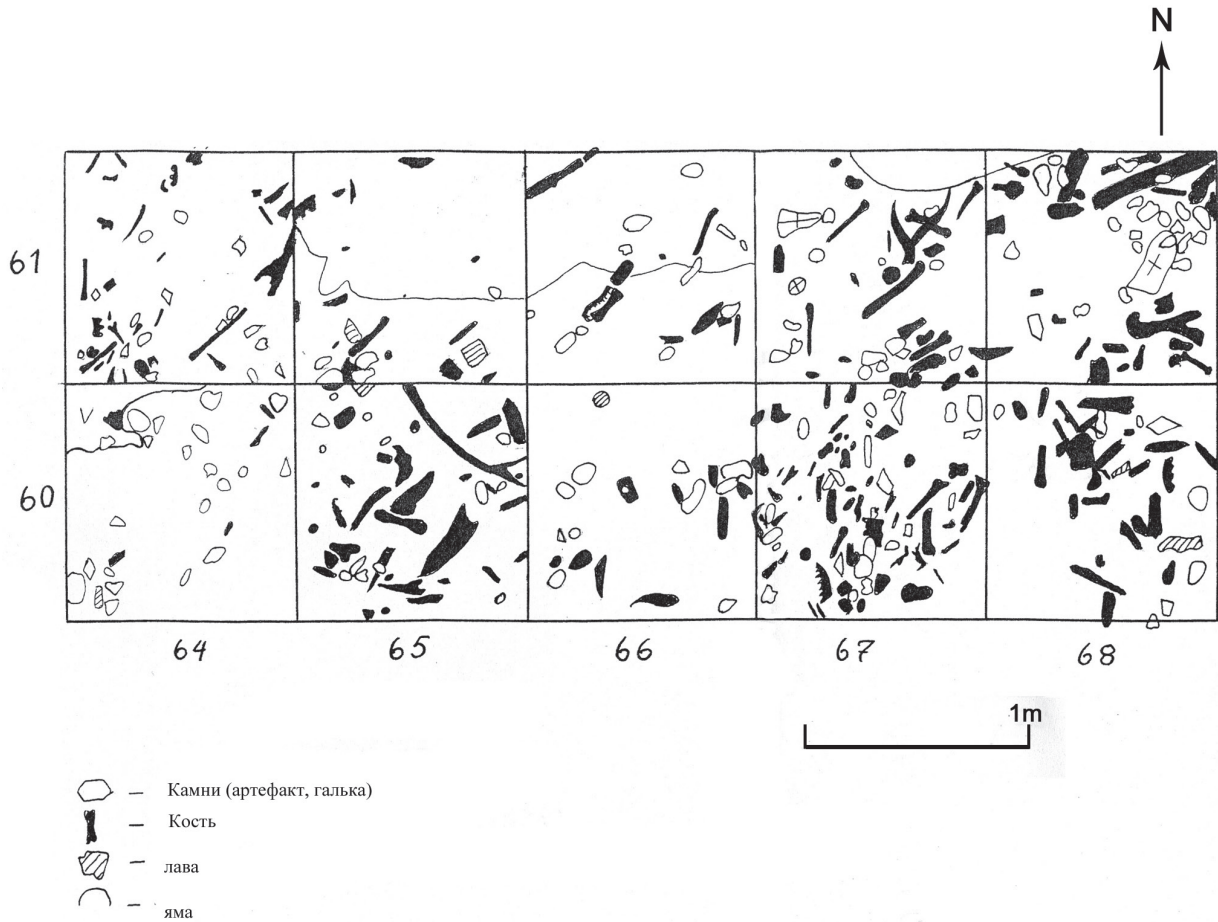 N
61
60
64 65 66 67 68
1m
— Камни (артефакт, галька)
— Кость
— лава
— яма